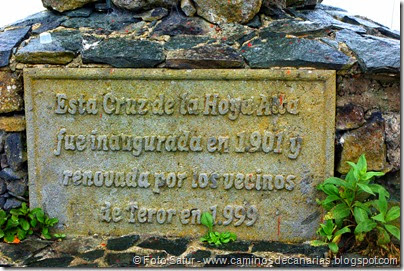 Esta Cruz de la Hoya Alta
fue inaugurada en 1901 y
renovada por los vecinos
de Teror en 1999
© Foto Satur - www.caminosdecanarias.blogspot.com